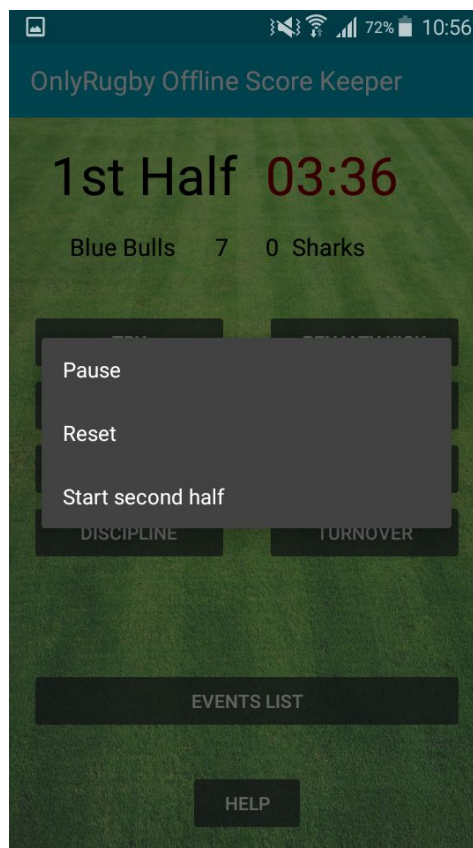 72% 10:56
OnlyRugby Offline Score Keeper
1st Half 03:36
Blue Bulls 7 0 Sharks
Pause
Reset
Start second half
DISCIPLINE TURNOVER
EVENTS LIST
HELP